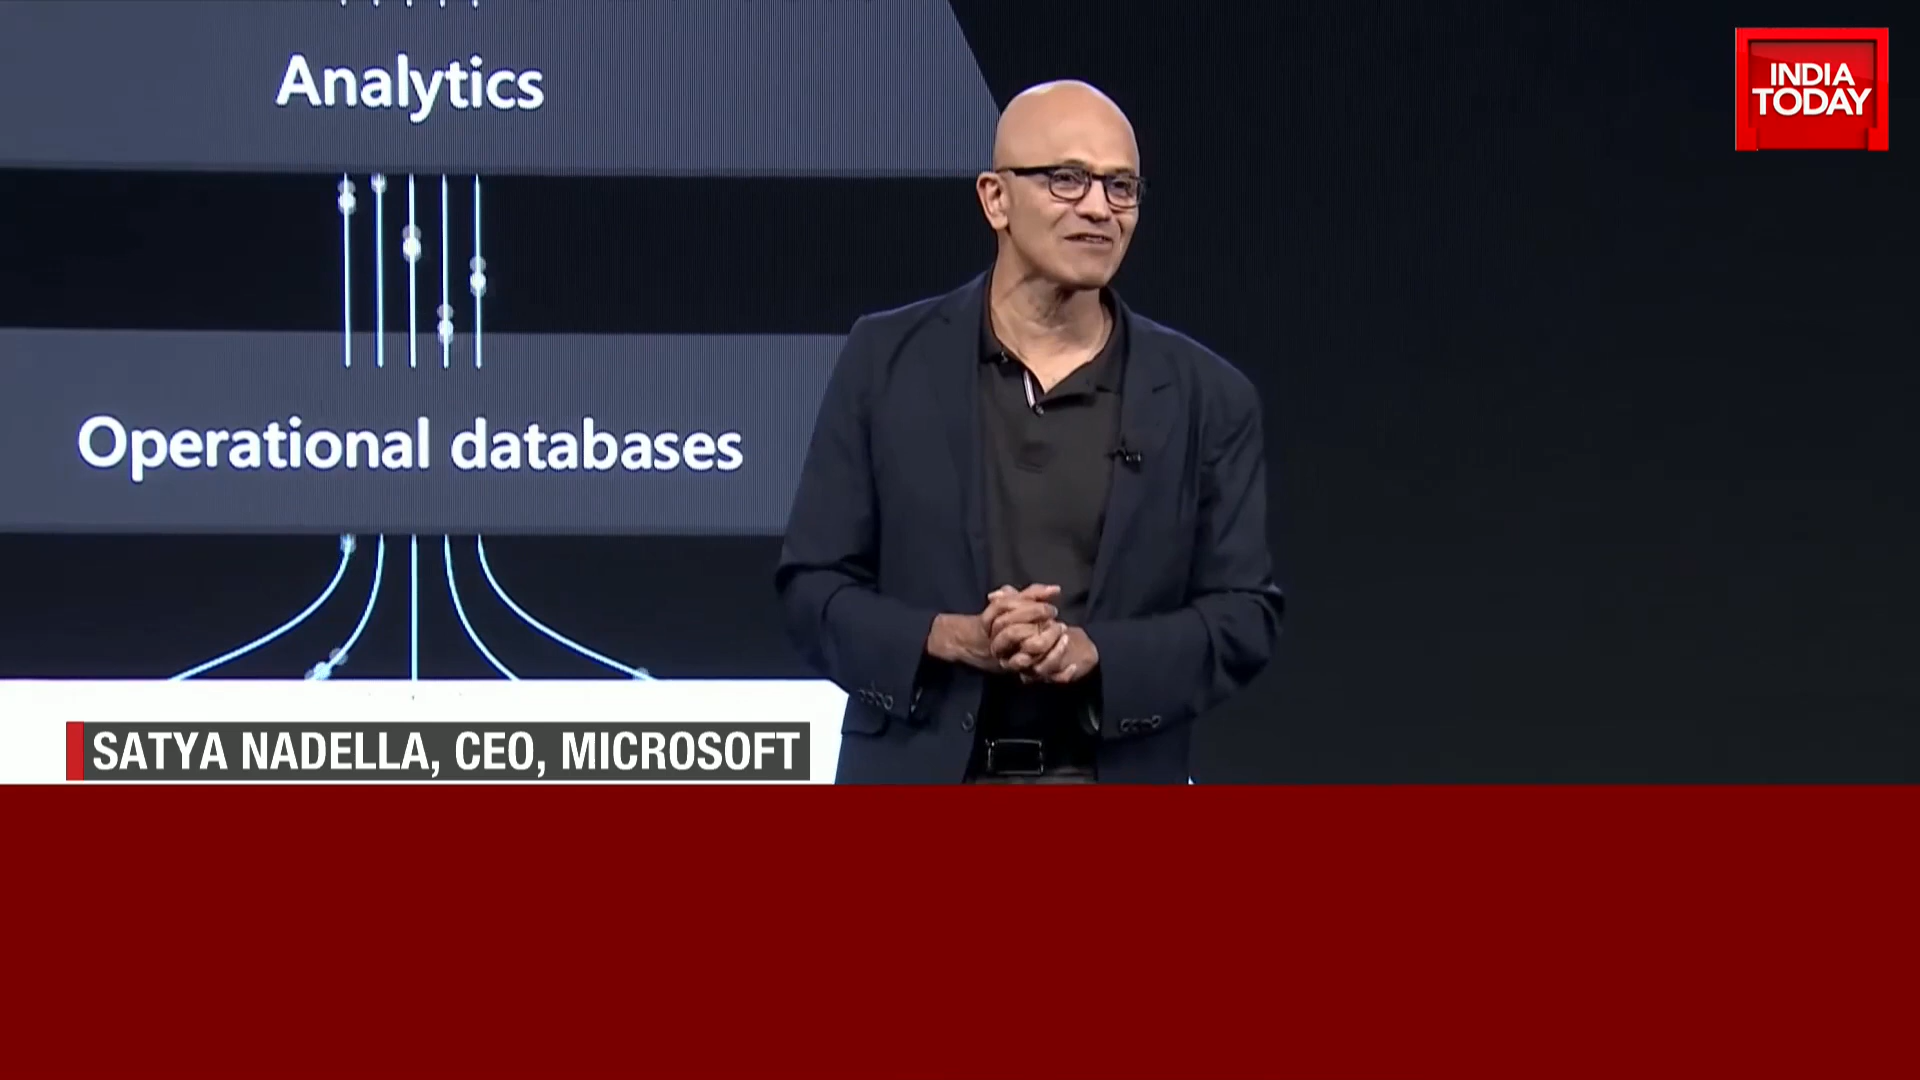 Analytics
INDIA
TODAY
Operational databases
SATYA NADELLA, CEO, MICROSOFT